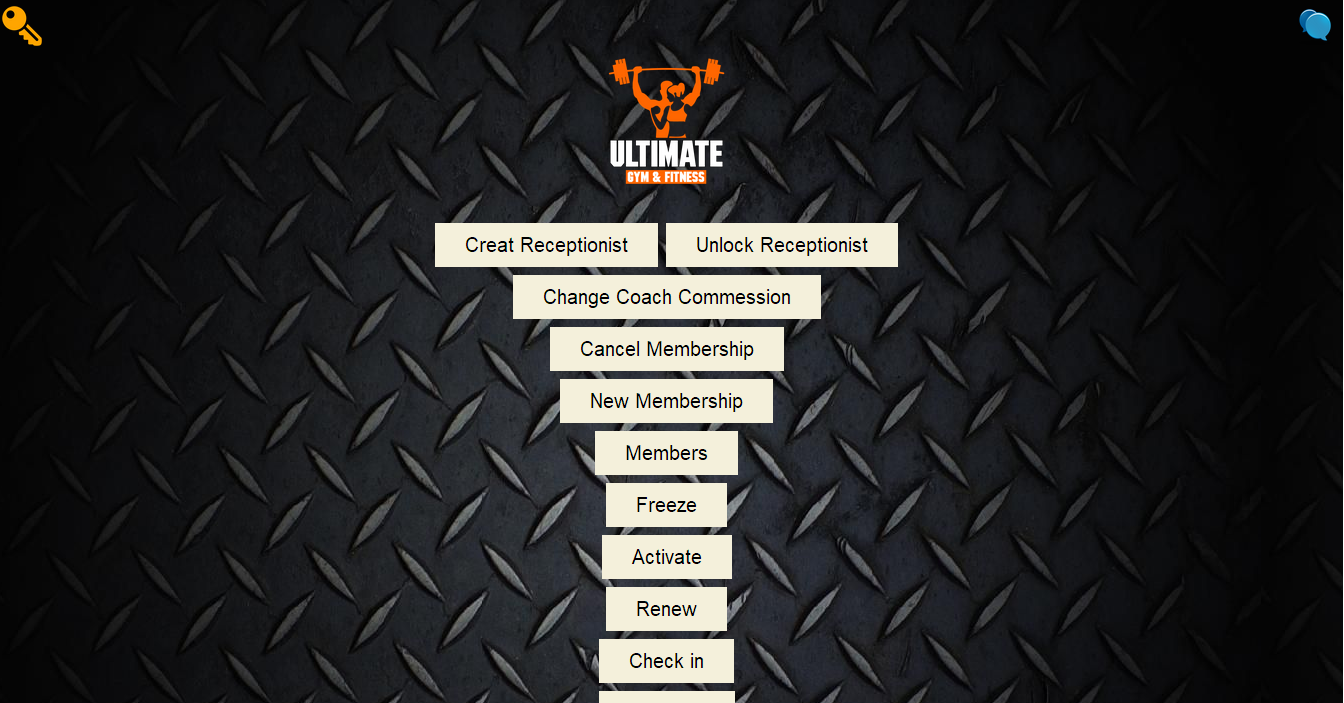 ULTIMATE
GYM & FITNESS
Creat Receptionist
Unlock Receptionist
Change Coach Commession
Cancel Membership
New Membership
Members
Freeze
Activate
Renew
Check in